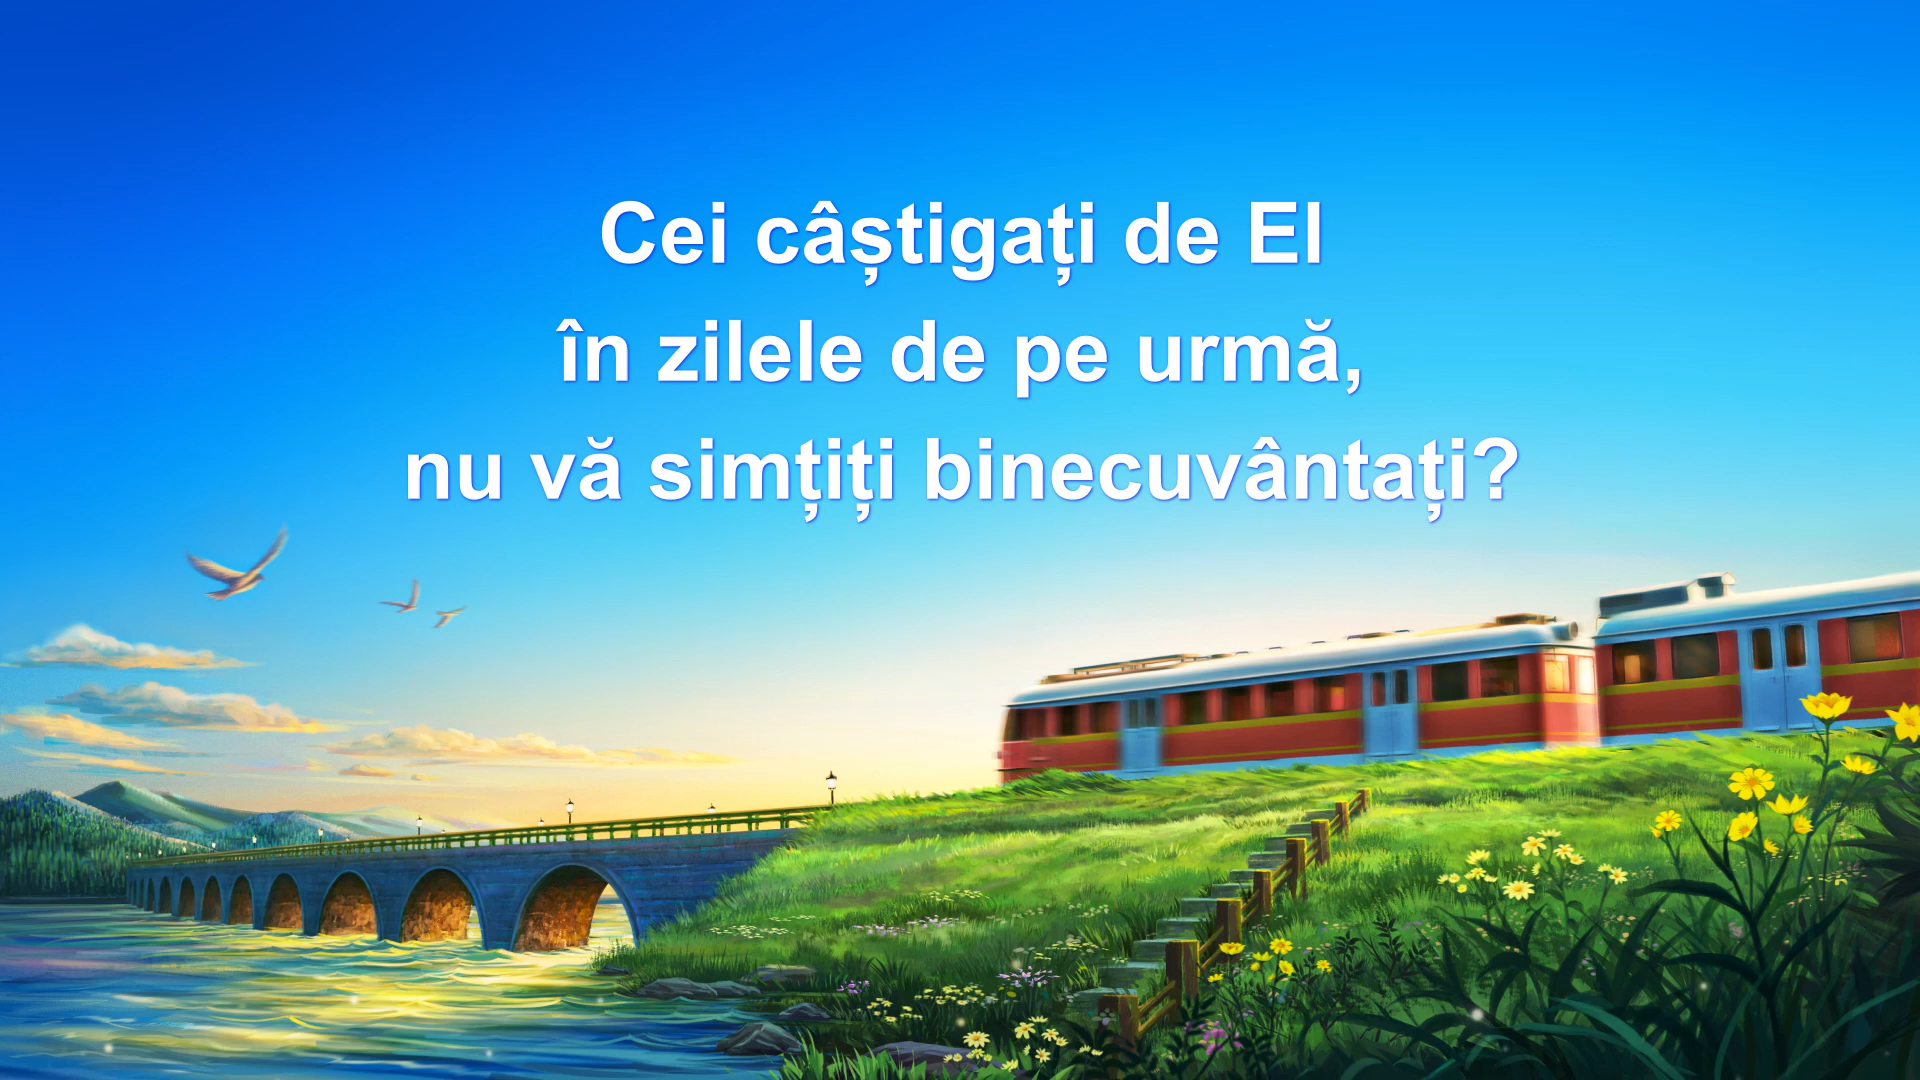 Cei câștigați de El
în zilele de pe urmă,
nu vă simțiți binecuvântați?